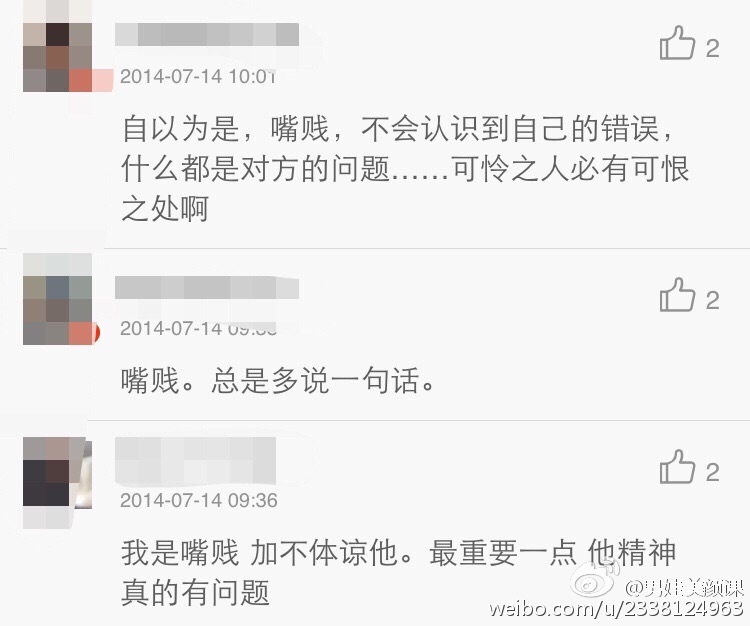 2
2014-07-14 10:01
自以为是，嘴贱，不会认识到自己的错误，
什么都是对方的问题……可怜之人必有可恨
之处啊
2
2014-07-14
嘴贱。总是多说一句话。
2
2014-07-14 09:36
我是嘴贱 加不体谅他。最重要一点 他精神
真的有问题
@男娃美颜课
weibo.com/u/2338124963